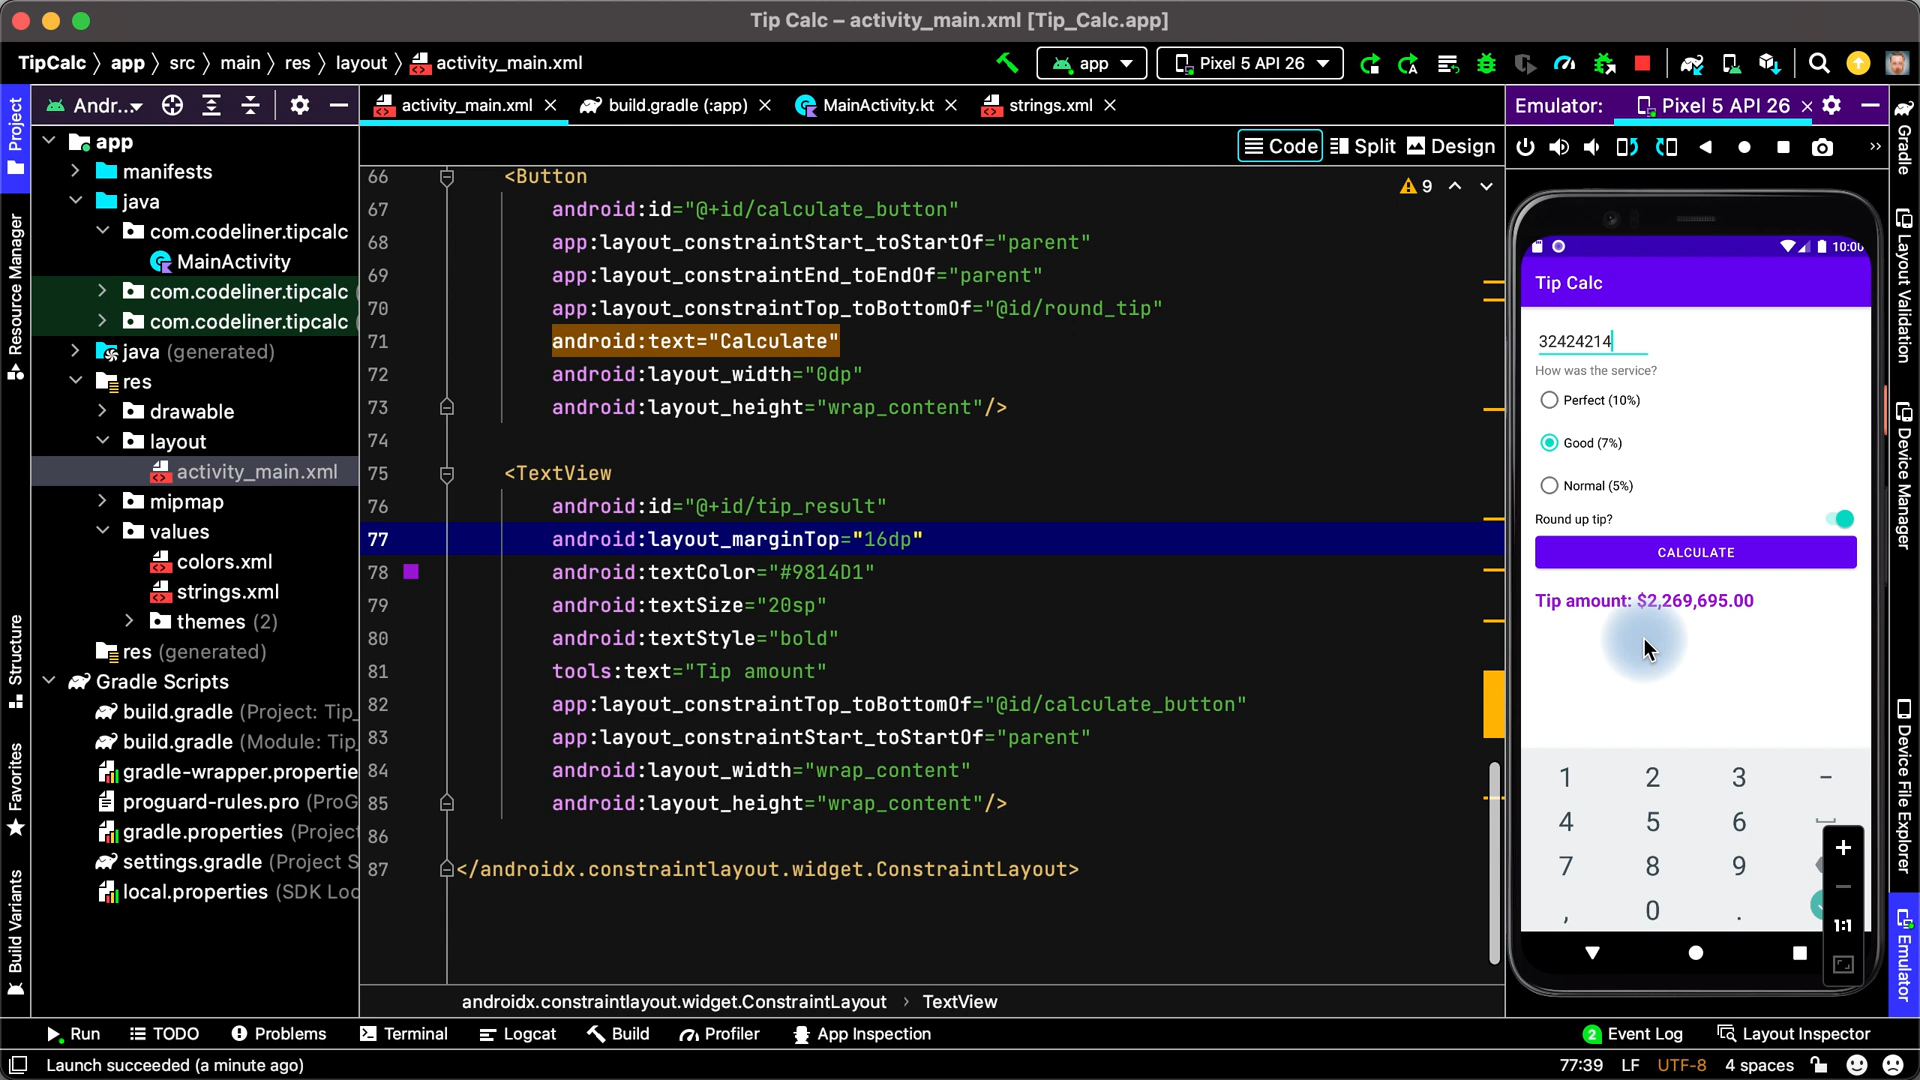 Tip Calc – activity_main.xml [Tip_Calc.app]
TipCalc 〉 app 〉 src 〉 main 〉 res 〉 layout 〉 activity_main.xml
app
Pixel 5 API 26
Project
Andr...
activity_main.xml
build.gradle (:app)
MainActivity.kt
strings.xml
Emulator:
Pixel 5 API 26
Gradle
Code
Split
Design
app
manifests
java
com.codeliner.tipcalc
MainActivity
com.codeliner.tipcalc (
com.codeliner.tipcalc (
java (generated)
res
drawable
layout
activity_main.xml
mipmap
values
colors.xml
strings.xml
themes (2)
res (generated)
Gradle Scripts
build.gradle (Project: Tip_
build.gradle (Module: Tip_
gradle-wrapper.propertie
proguard-rules.pro (ProG
gradle.properties (Project
settings.gradle (Project S
local.properties (SDK Loc
Resource Manager
Structure
Favorites
Build Variants
9
66 <Button
67 android:id="@+id/calculate_button"
68 app:layout_constraintStart_toStartOf="parent"
69 app:layout_constraintEnd_toEndOf="parent"
70 app:layout_constraintTop_toBottomOf="@id/round_tip"
71 android:text="Calculate"
72 android:layout_width="0dp"
73 android:layout_height="wrap_content"/>
74
75 <TextView
76 android:id="@+id/tip_result"
77 android:layout_marginTop="16dp"
78 android:textColor="#9814D1"
79 android:textSize="20sp"
80 android:textStyle="bold"
81 tools:text="Tip amount"
82 app:layout_constraintTop_toBottomOf="@id/calculate_button"
83 app:layout_constraintStart_toStartOf="parent"
84 android:layout_width="wrap_content"
85 android:layout_height="wrap_content"/>
86
87 </androidx.constraintlayout.widget.ConstraintLayout>
androidx.constraintlayout.widget.ConstraintLayout › TextView
10:00
Tip Calc
32424214
How was the service?
Perfect (10%)
Good (7%)
Normal (5%)
Round up tip?
CALCULATE
Tip amount: $2,269,695.00
1 2 3 −
4 5 6
7 8 9
, 0 .
1:1
Layout Validation
Device Manager
Device File Explorer
Emulator
Run
TODO
Problems
Terminal
Logcat
Build
Profiler
App Inspection
2 Event Log
Layout Inspector
Launch succeeded (a minute ago)
77:39 LF UTF-8 4 spaces